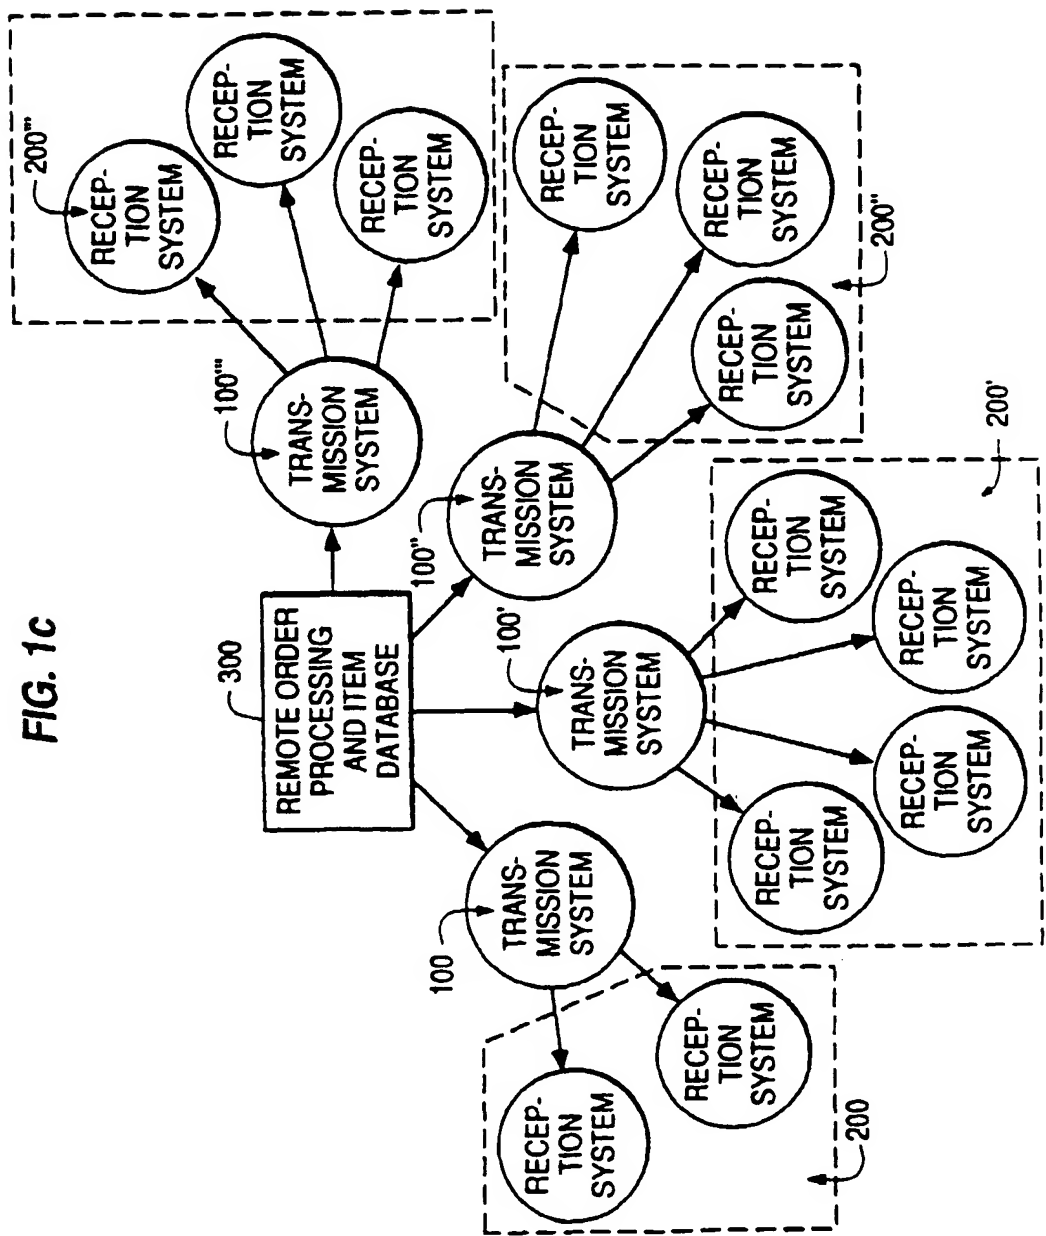 FIG. 1c
300
REMOTE ORDER
PROCESSING
AND ITEM
DATABASE
100
TRANS-
MISSION
SYSTEM
100'
TRANS-
MISSION
SYSTEM
100''
TRANS-
MISSION
SYSTEM
100'''
TRANS-
MISSION
SYSTEM
RECEP-
TION
SYSTEM
RECEP-
TION
SYSTEM
200
RECEP-
TION
SYSTEM
RECEP-
TION
SYSTEM
RECEP-
TION
SYSTEM
RECEP-
TION
SYSTEM
200'
RECEP-
TION
SYSTEM
RECEP-
TION
SYSTEM
RECEP-
TION
SYSTEM
200''
200'''
RECEP-
TION
SYSTEM
RECEP-
TION
SYSTEM
RECEP-
TION
SYSTEM